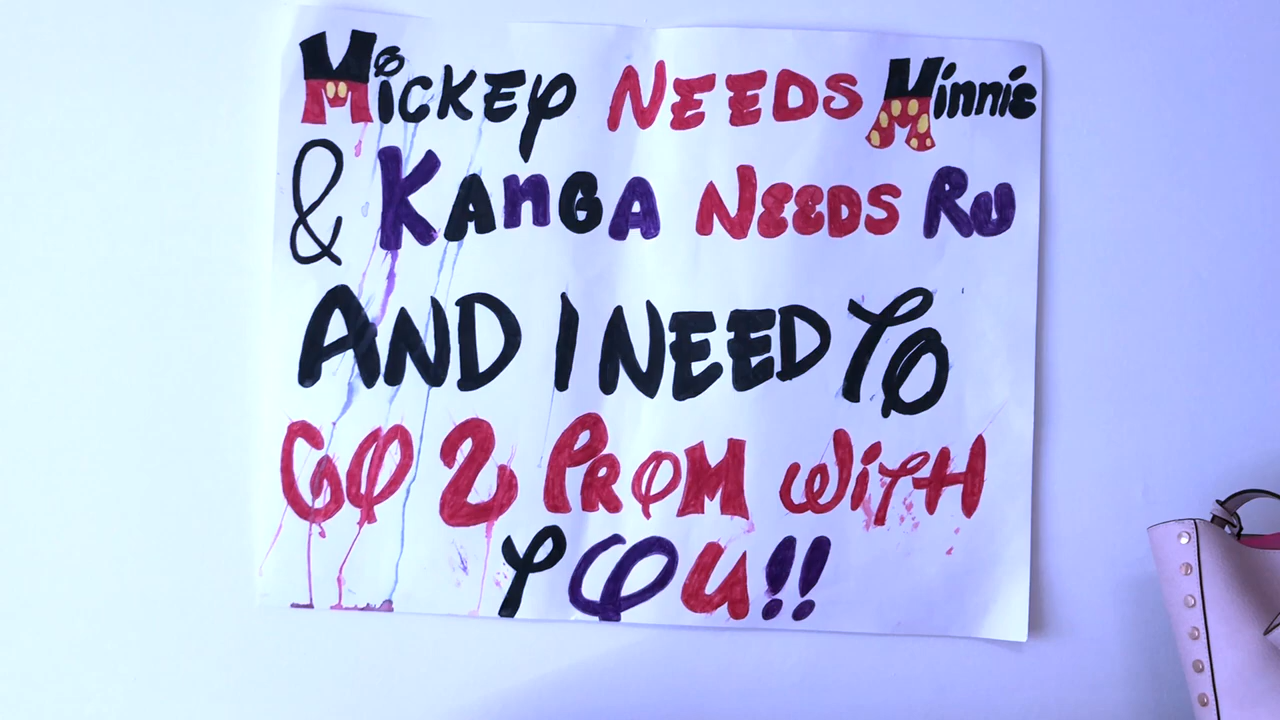 Mickey NEEDS Minnie
& KANGA NEEDS RU
AND I NEED TO
GO 2 PROM WITH
YOU!!